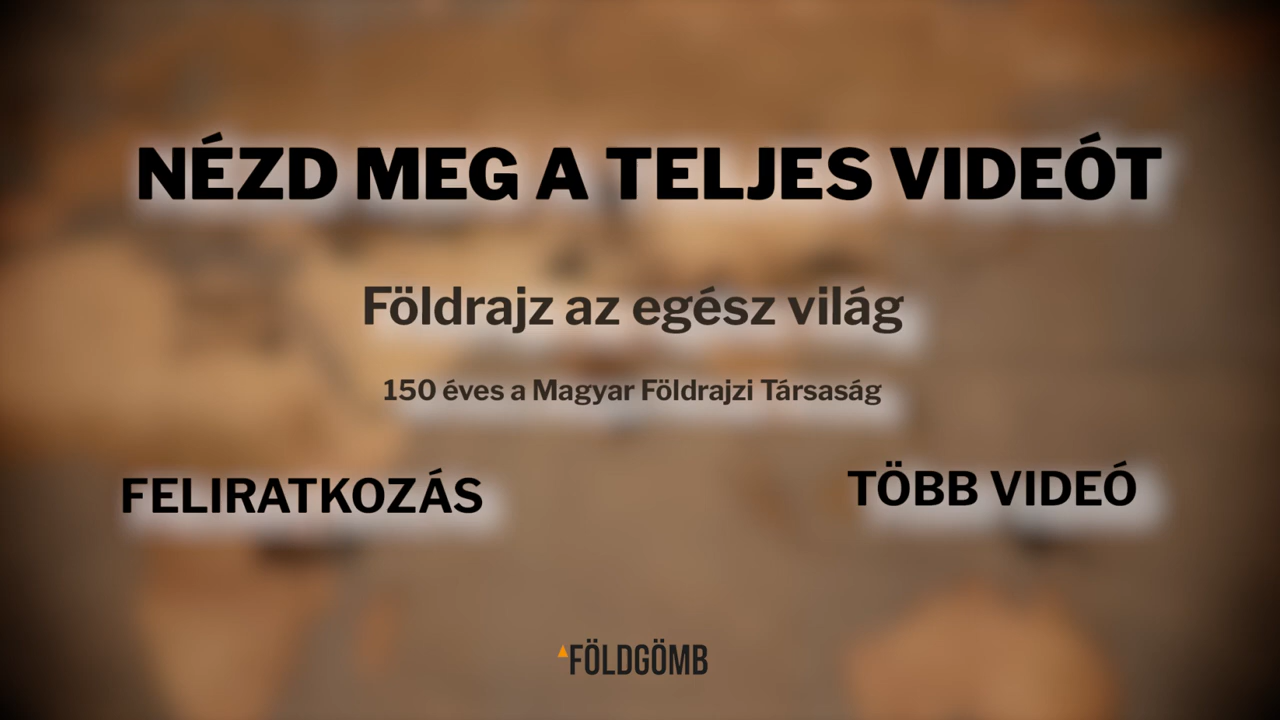 NÉZD MEG A TELJES VIDEÓT
Földrajz az egész világ
150 éves a Magyar Földrajzi Társaság
FELIRATKOZÁS
TÖBB VIDEÓ
FÖLDGÖMB